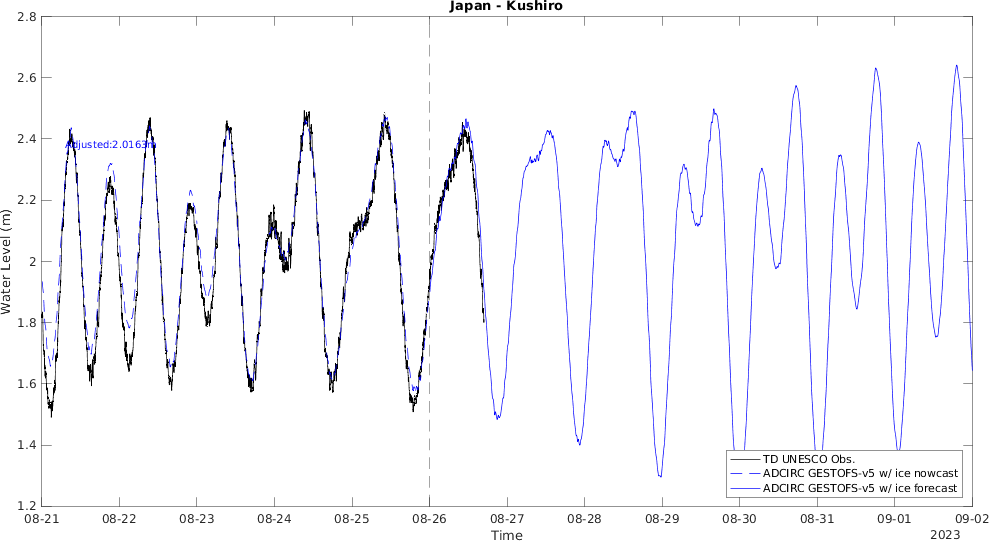 Japan - Kushiro
2.8
2.6
2.4
2.2
2
1.8
1.6
1.4
1.2
Water Level (m)
Adjusted:2.0163m
TD UNESCO Obs.
ADCIRC GESTOFS-v5 w/ ice nowcast
ADCIRC GESTOFS-v5 w/ ice forecast
08-21 08-22 08-23 08-24 08-25 08-26 08-27 08-28 08-29 08-30 08-31 09-01 09-02
Time
2023